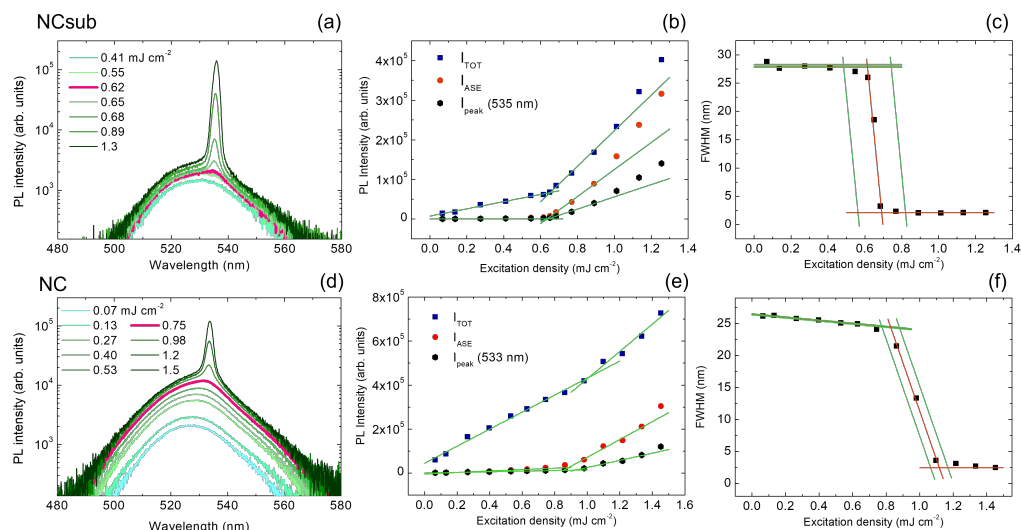 NCsub
(a)
(b)
(c)
0.41 mJ cm⁻²
0.55
0.62
0.65
0.68
0.89
1.3
10⁵
10⁴
10³
PL intensity (arb. units)
480 500 520 540 560 580
Wavelength (nm)
I_TOT
I_ASE
I_peak (535 nm)
4x10⁵
3x10⁵
2x10⁵
1x10⁵
0
PL Intensity (arb. units)
0.0 0.2 0.4 0.6 0.8 1.0 1.2 1.4
Excitation density (mJ cm⁻²)
30
25
20
15
10
5
0
FWHM (nm)
0.0 0.2 0.4 0.6 0.8 1.0 1.2 1.4
Excitation density (mJ cm⁻²)
NC
(d)
(e)
(f)
0.07 mJ cm⁻²
0.13 0.75
0.27 0.98
0.40 1.2
0.53 1.5
10⁵
10⁴
10³
PL intensity (arb. units)
480 500 520 540 560 580
Wavelength (nm)
I_TOT
I_ASE
I_peak (533 nm)
8x10⁵
6x10⁵
4x10⁵
2x10⁵
0
PL Intensity (arb. units)
0.0 0.2 0.4 0.6 0.8 1.0 1.2 1.4 1.6
Excitation density (mJ cm⁻²)
25
20
15
10
5
0
FWHM (nm)
0.0 0.5 1.0 1.5
Excitation density (mJ cm⁻²)